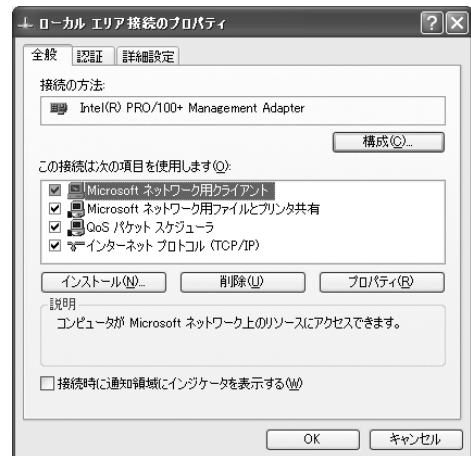 ローカル エリア接続のプロパティ
全般 認証 詳細設定
接続の方法:
Intel(R) PRO/100+ Management Adapter
構成(C)...
この接続は次の項目を使用します(O):
Microsoft ネットワーク用クライアント
Microsoft ネットワーク用ファイルとプリンタ共有
QoS パケット スケジューラ
インターネット プロトコル (TCP/IP)
インストール(N)... 削除(U) プロパティ(R)
説明
コンピュータが Microsoft ネットワーク上のリソースにアクセスできます。
接続時に通知領域にインジケータを表示する(W)
OK キャンセル